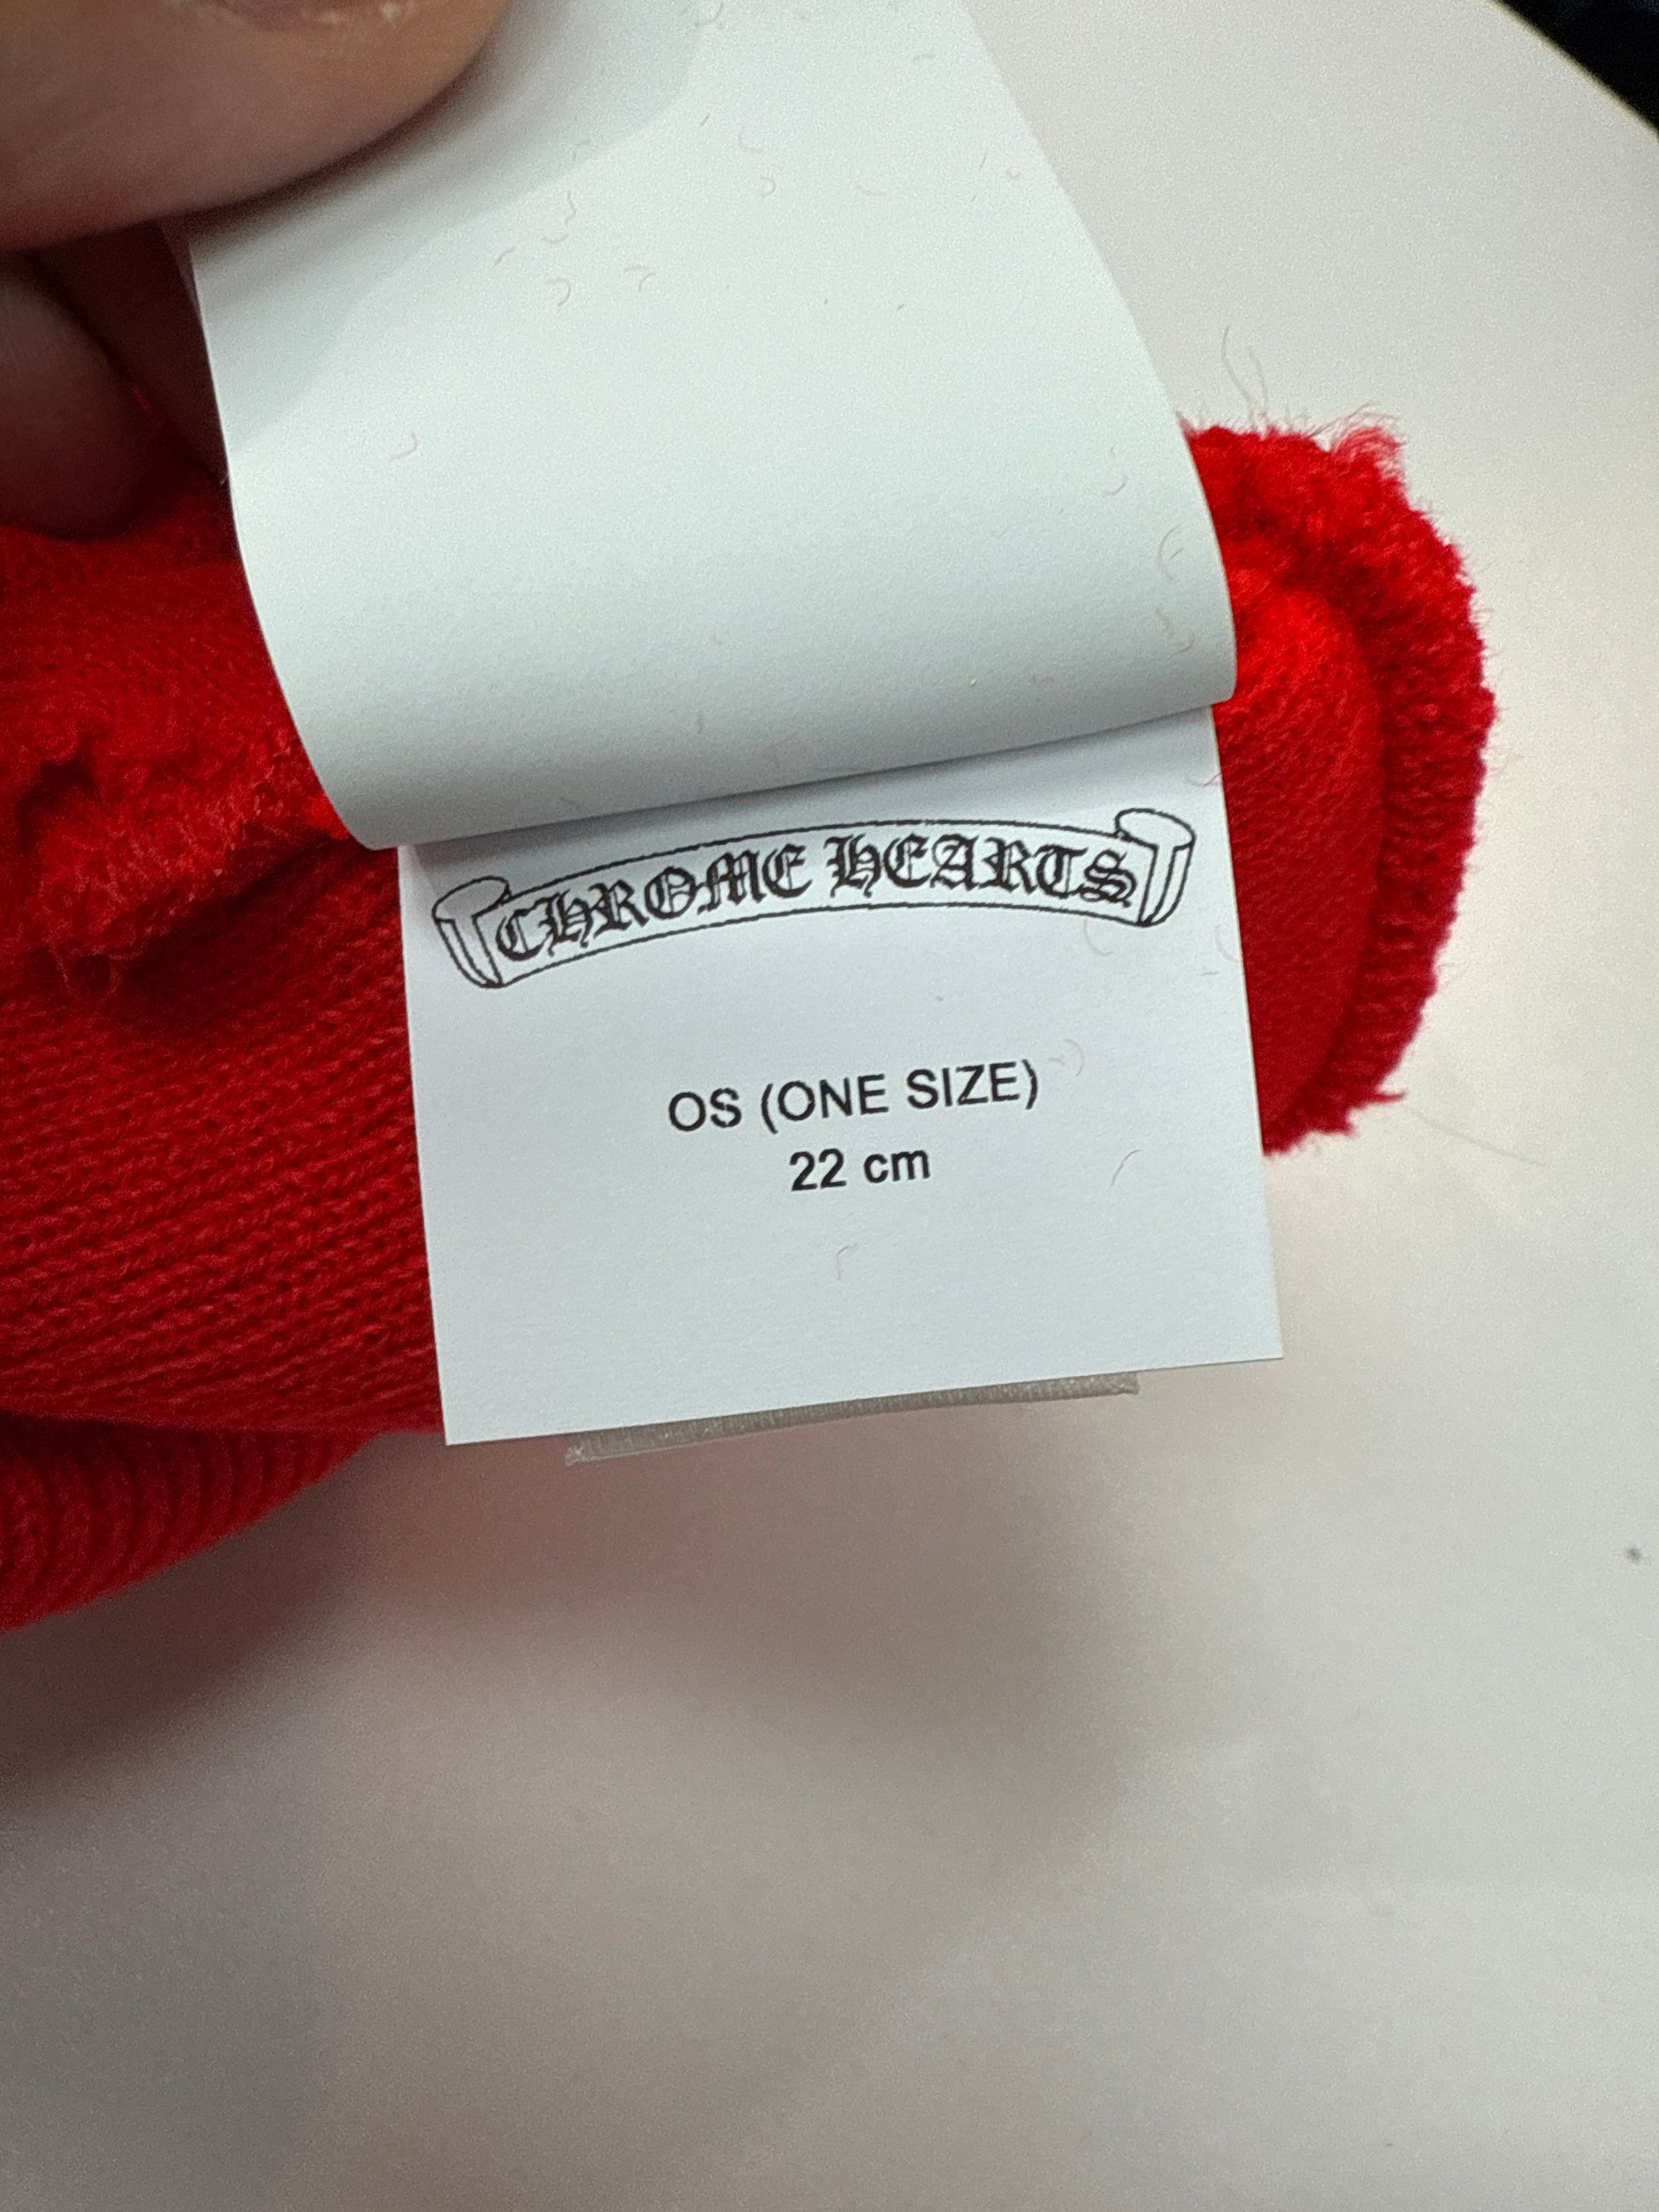 CHROME HEARTS
OS (ONE SIZE)
22 cm